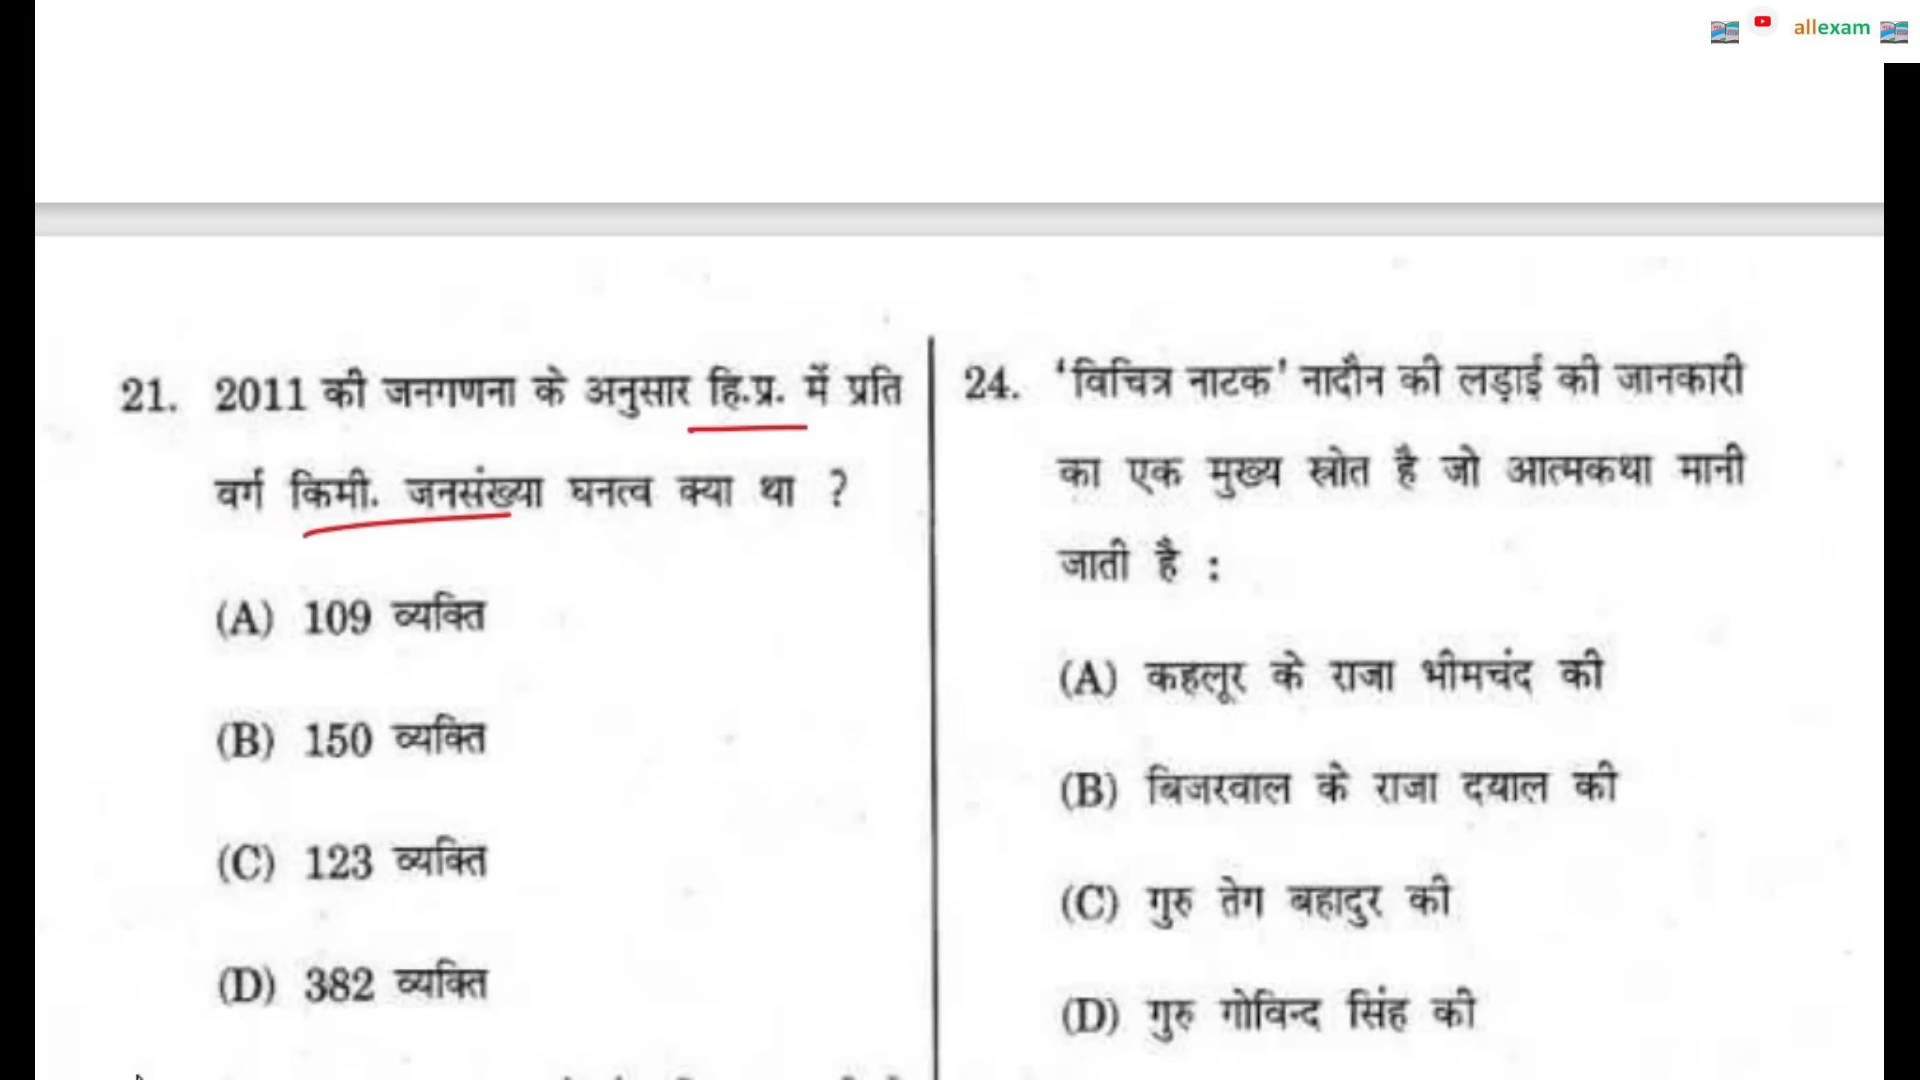 allexam
21. 2011 की जनगणना के अनुसार हि.प्र. में प्रति
वर्ग किमी. जनसंख्या घनत्व क्या था ?
(A) 109 व्यक्ति
(B) 150 व्यक्ति
(C) 123 व्यक्ति
(D) 382 व्यक्ति
24. 'विचित्र नाटक' नादौन की लड़ाई की जानकारी
का एक मुख्य स्रोत है जो आत्मकथा मानी
जाती है :
(A) कहलूर के राजा भीमचंद की
(B) बिजरवाल के राजा दयाल की
(C) गुरु तेग बहादुर की
(D) गुरु गोविन्द सिंह की